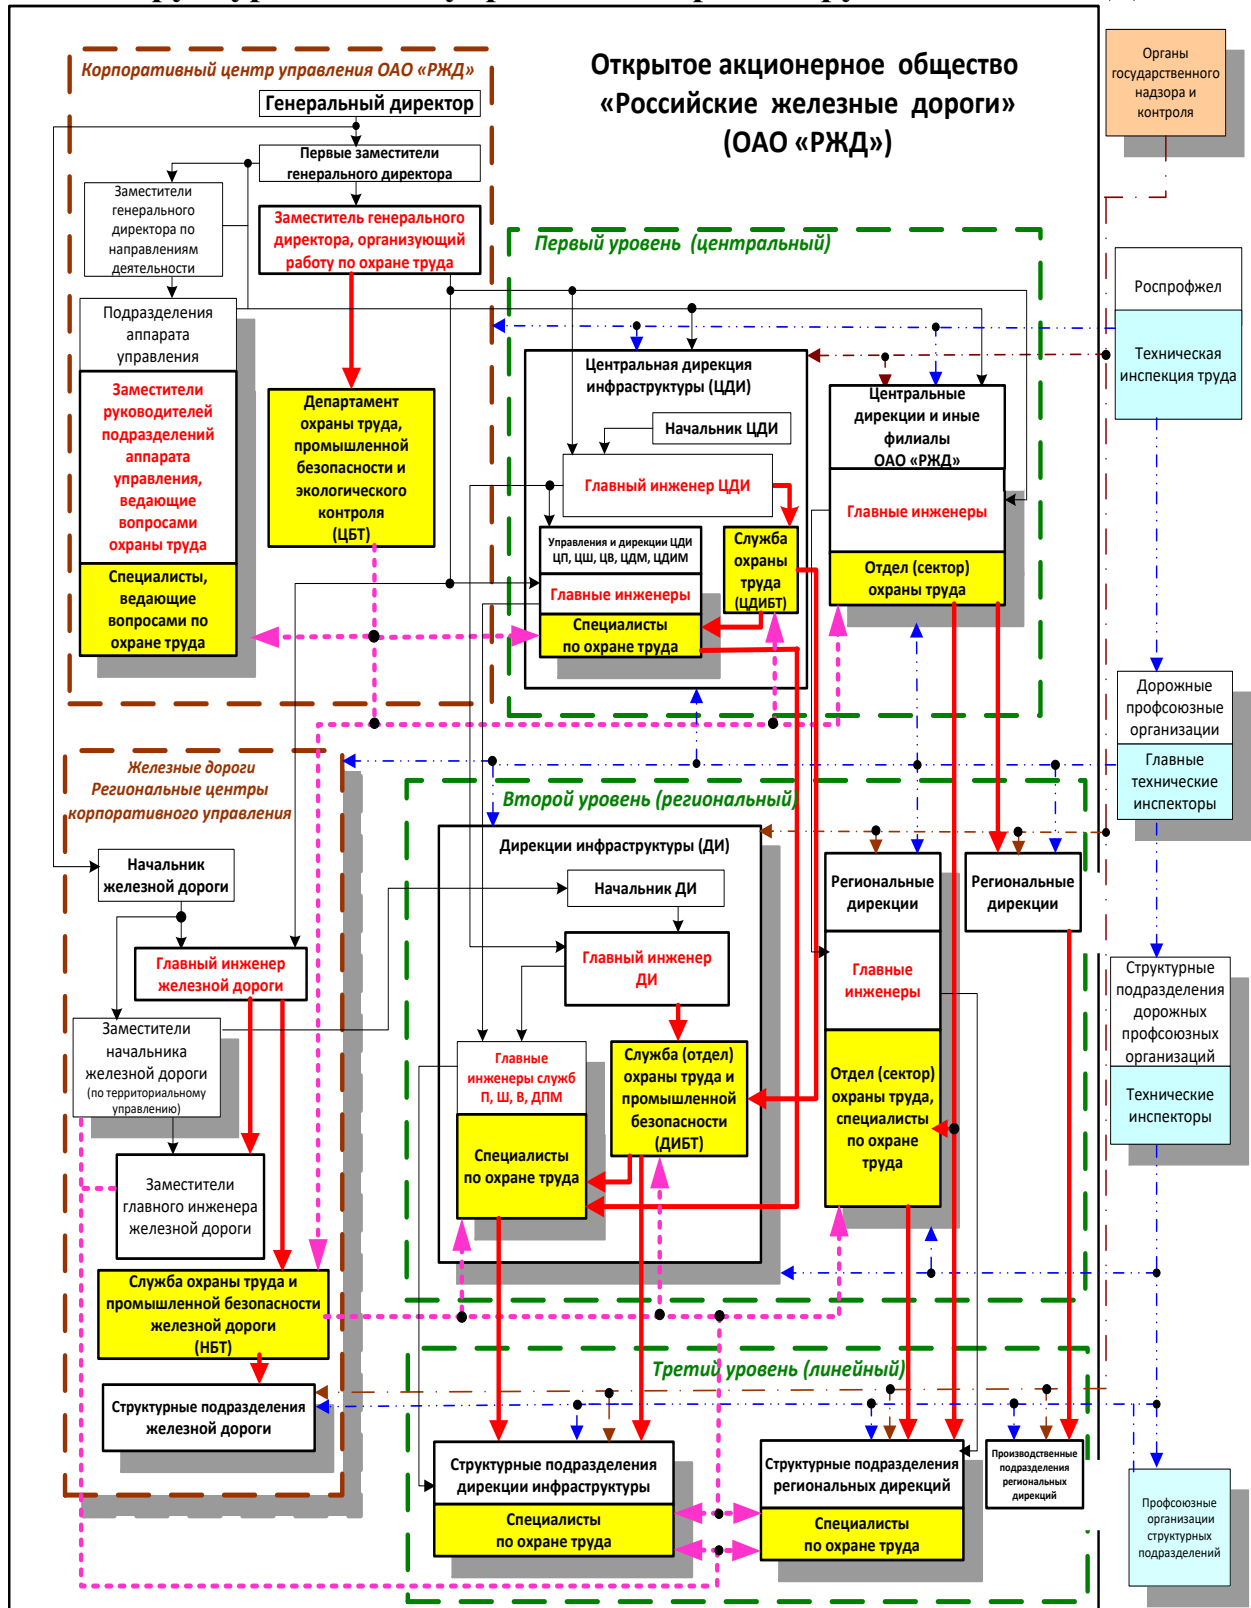 Открытое акционерное общество
«Российские железные дороги»
(ОАО «РЖД»)
Корпоративный центр управления ОАО «РЖД»
Генеральный директор
Первые заместители
генерального директора
Заместители
генерального
директора по
направлениям
деятельности
Заместитель генерального
директора, организующий
работу по охране труда
Подразделения
аппарата
управления
Заместители
руководителей
подразделений
аппарата
управления,
ведающие
вопросами
охраны труда
Специалисты,
ведающие
вопросами по
охране труда
Департамент
охраны труда,
промышленной
безопасности и
экологического
контроля
(ЦБТ)
Первый уровень (центральный)
Центральная дирекция
инфраструктуры (ЦДИ)
Начальник ЦДИ
Главный инженер ЦДИ
Управления и дирекции ЦДИ
ЦП, ЦШ, ЦВ, ЦДМ, ЦДИМ
Главные инженеры
Специалисты
по охране труда
Служба
охраны
труда
(ЦДИБТ)
Центральные
дирекции и иные
филиалы
ОАО «РЖД»
Главные инженеры
Отдел (сектор)
охраны труда
Органы
государственного
надзора и
контроля
Роспрофжел
Техническая
инспекция труда
Дорожные
профсоюзные
организации
Главные
технические
инспекторы
Структурные
подразделения
дорожных
профсоюзных
организаций
Технические
инспекторы
Профсоюзные
организации
структурных
подразделений
Железные дороги
Региональные центры
корпоративного управления
Начальник
железной дороги
Главный инженер
железной дороги
Заместители
начальника
железной дороги
(по территориальному
управлению)
Заместители
главного инженера
железной дороги
Служба охраны труда и
промышленной безопасности
железной дороги
(НБТ)
Структурные подразделения
железной дороги
Второй уровень (региональный)
Дирекции инфраструктуры (ДИ)
Начальник ДИ
Главный инженер
ДИ
Главные
инженеры служб
П, Ш, В, ДПМ
Специалисты
по охране труда
Служба (отдел)
охраны труда и
промышленной
безопасности
(ДИБТ)
Региональные
дирекции
Главные
инженеры
Отдел (сектор)
охраны труда,
специалисты
по охране
труда
Региональные
дирекции
Третий уровень (линейный)
Структурные подразделения
дирекции инфраструктуры
Специалисты
по охране труда
Структурные подразделения
региональных дирекций
Специалисты
по охране труда
Производственные
подразделения
региональных
дирекций